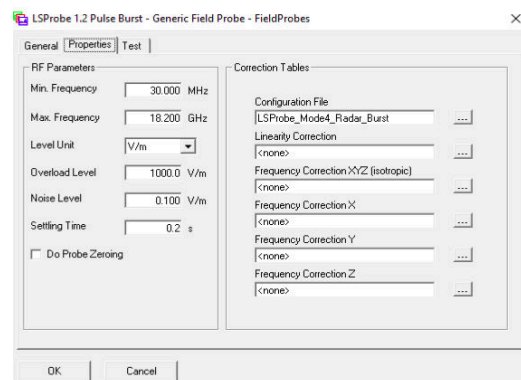 LSProbe 1.2 Pulse Burst - Generic Field Probe - FieldProbes
General Properties Test
RF Parameters
Min. Frequency 30.000 MHz
Max. Frequency 18.200 GHz
Level Unit V/m
Overload Level 1000.0 V/m
Noise Level 0.100 V/m
Settling Time 0.2 s
Do Probe Zeroing
Correction Tables
Configuration File
LSProbe_Mode4_Radar_Burst ...
Linearity Correction
<none> ...
Frequency Correction XYZ (isotropic)
<none> ...
Frequency Correction X
<none> ...
Frequency Correction Y
<none> ...
Frequency Correction Z
<none> ...
OK Cancel